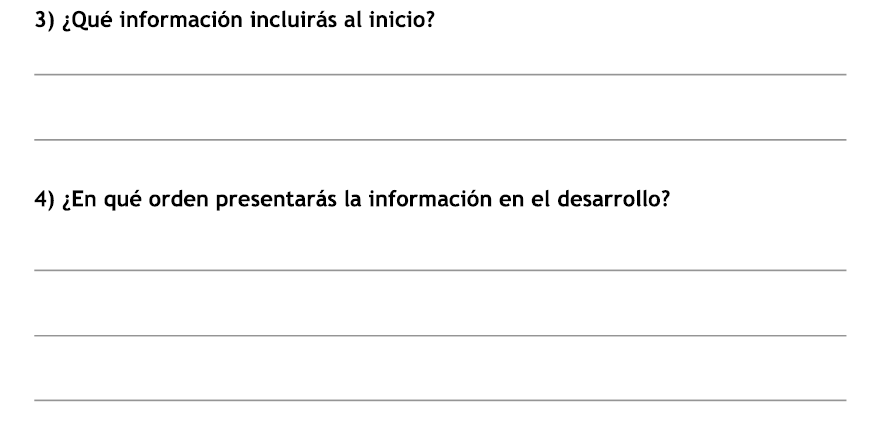 3) ¿Qué información incluirás al inicio?
4) ¿En qué orden presentarás la información en el desarrollo?